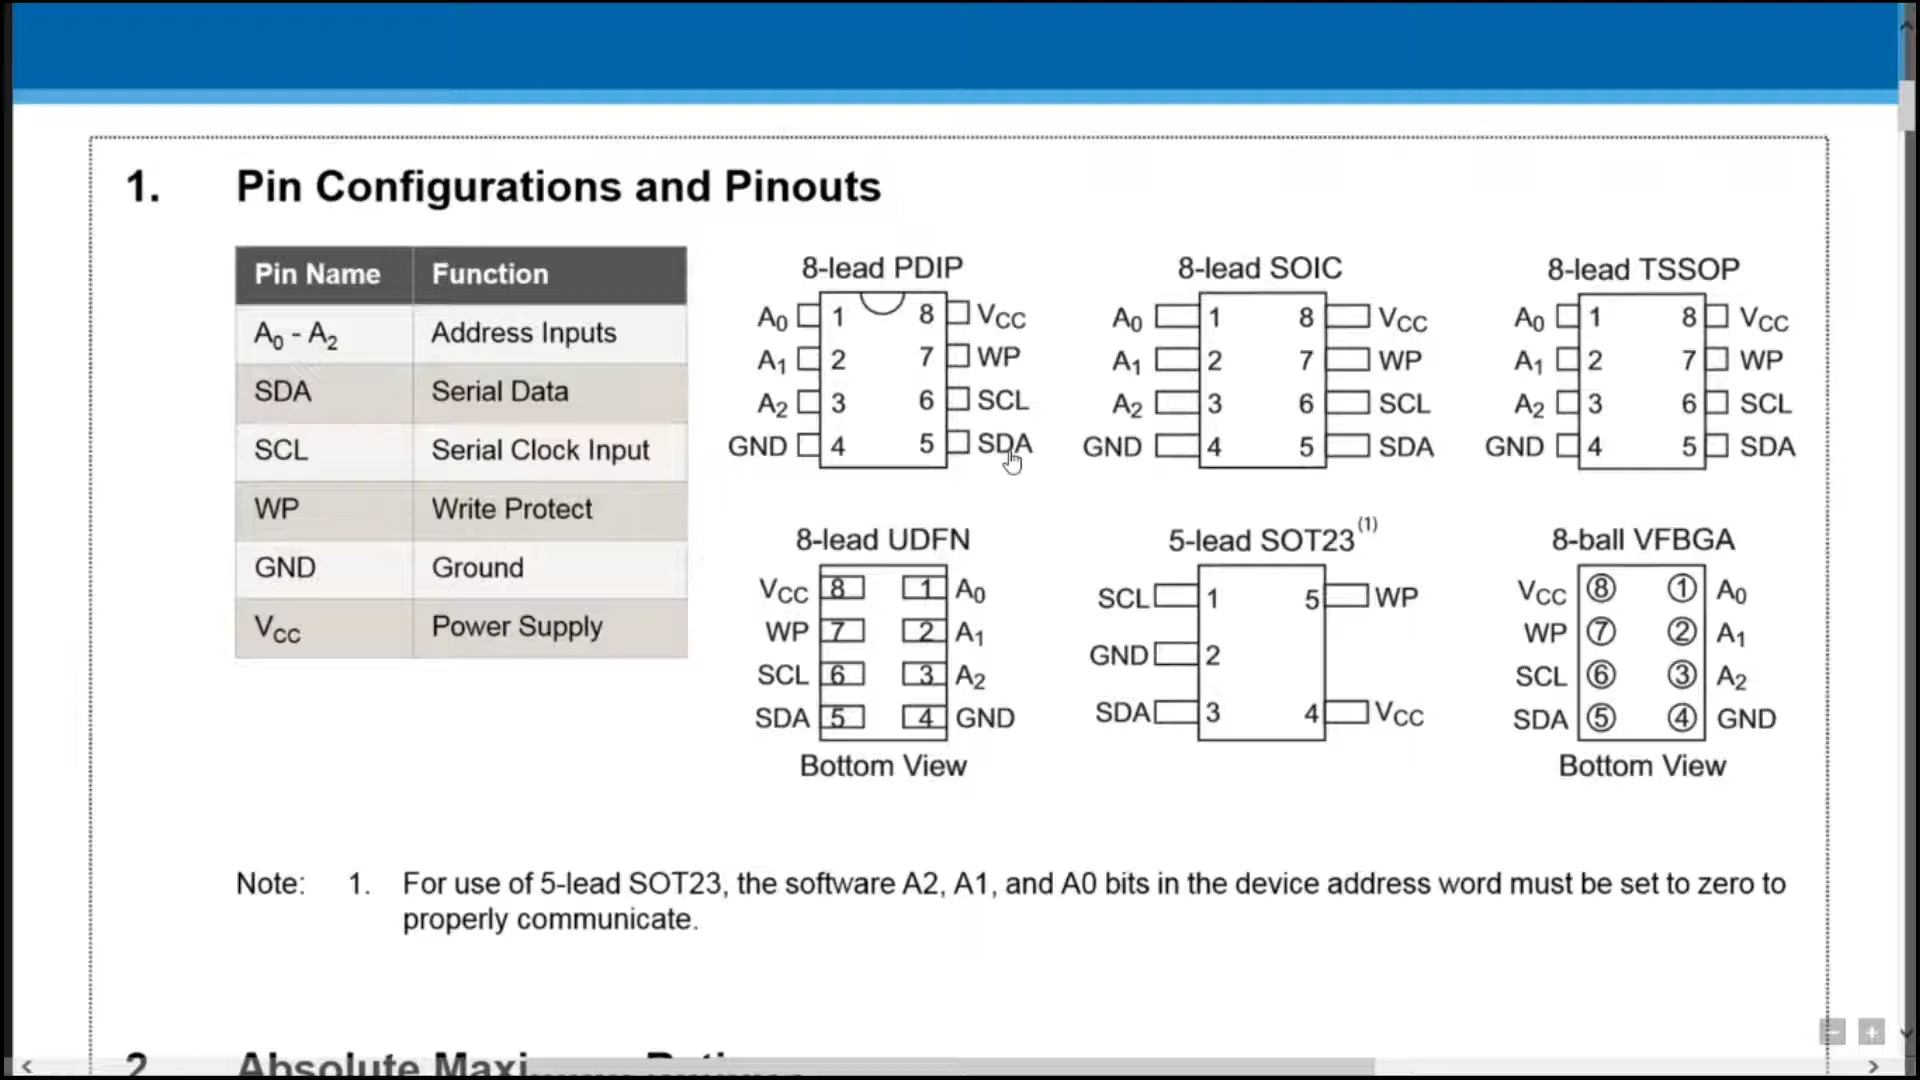 1. Pin Configurations and Pinouts
Pin Name Function
A0 - A2 Address Inputs
SDA Serial Data
SCL Serial Clock Input
WP Write Protect
GND Ground
VCC Power Supply
8-lead PDIP
A0 1 8 VCC
A1 2 7 WP
A2 3 6 SCL
GND 4 5 SDA
8-lead SOIC
A0 1 8 VCC
A1 2 7 WP
A2 3 6 SCL
GND 4 5 SDA
8-lead TSSOP
A0 1 8 VCC
A1 2 7 WP
A2 3 6 SCL
GND 4 5 SDA
8-lead UDFN
VCC 8 1 A0
WP 7 2 A1
SCL 6 3 A2
SDA 5 4 GND
Bottom View
5-lead SOT23(1)
SCL 1 5 WP
GND 2
SDA 3 4 VCC
8-ball VFBGA
VCC 8 1 A0
WP 7 2 A1
SCL 6 3 A2
SDA 5 4 GND
Bottom View
Note: 1. For use of 5-lead SOT23, the software A2, A1, and A0 bits in the device address word must be set to zero to
properly communicate.
2 Absolute